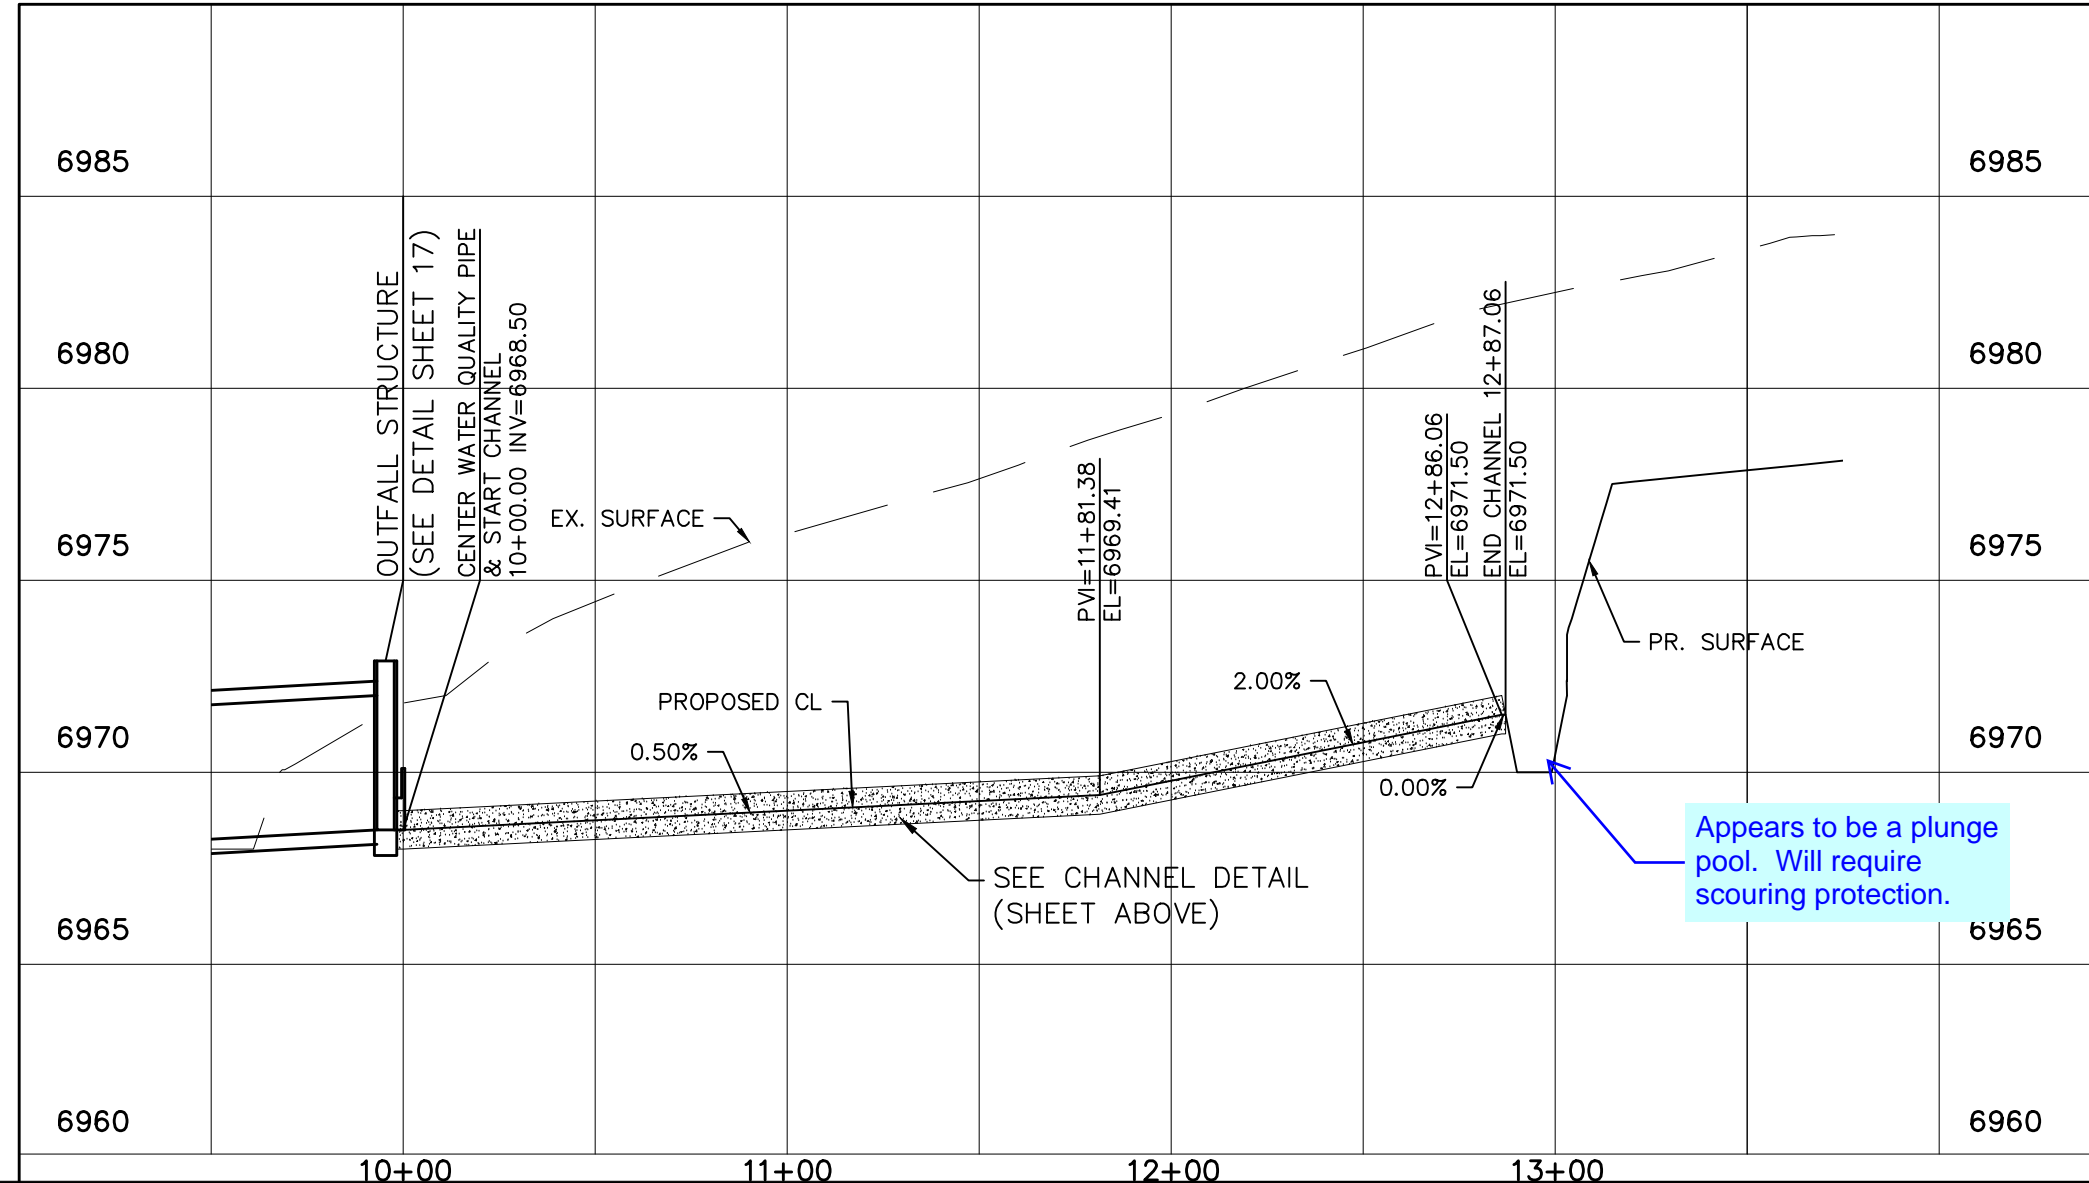 6985
6985
6980
6980
6975
6975
6970
6970
6965
6965
6960
6960
OUTFALL STRUCTURE
(SEE DETAIL SHEET 17)
CENTER WATER QUALITY PIPE
& START CHANNEL
10+00.00 INV=6968.50
EX. SURFACE
PVI=11+81.38
EL=6969.41
PVI=12+86.06
EL=6971.50
END CHANNEL 12+87.06
EL=6971.50
PR. SURFACE
PROPOSED CL
0.50%
2.00%
0.00%
SEE CHANNEL DETAIL
(SHEET ABOVE)
Appears to be a plunge
pool. Will require
scouring protection.
10+00
11+00
12+00
13+00